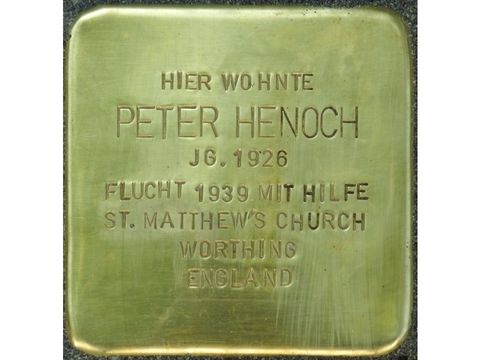 HIER WOHNTE
PETER HENOCH
JG. 1926
FLUCHT 1939 MIT HILFE
ST. MATTHEW'S CHURCH
WORTHING
ENGLAND